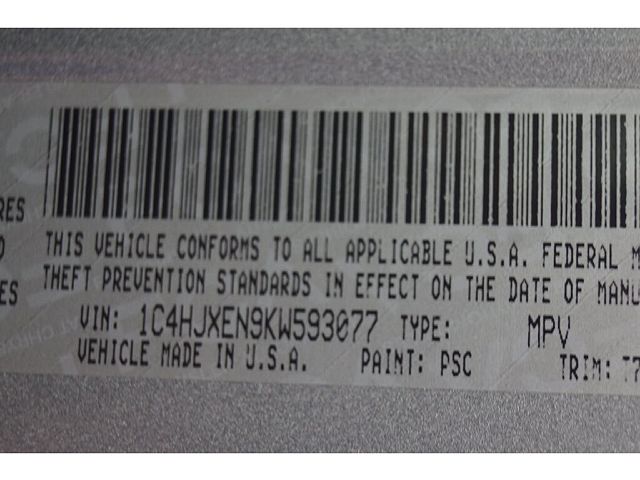 RES
THIS VEHICLE CONFORMS TO ALL APPLICABLE U.S.A. FEDERAL M
THEFT PREVENTION STANDARDS IN EFFECT ON THE DATE OF MANU
ES
VIN: 1C4HJXEN9KW593077 TYPE: MPV
VEHICLE MADE IN U.S.A. PAINT: PSC TRIM: T7